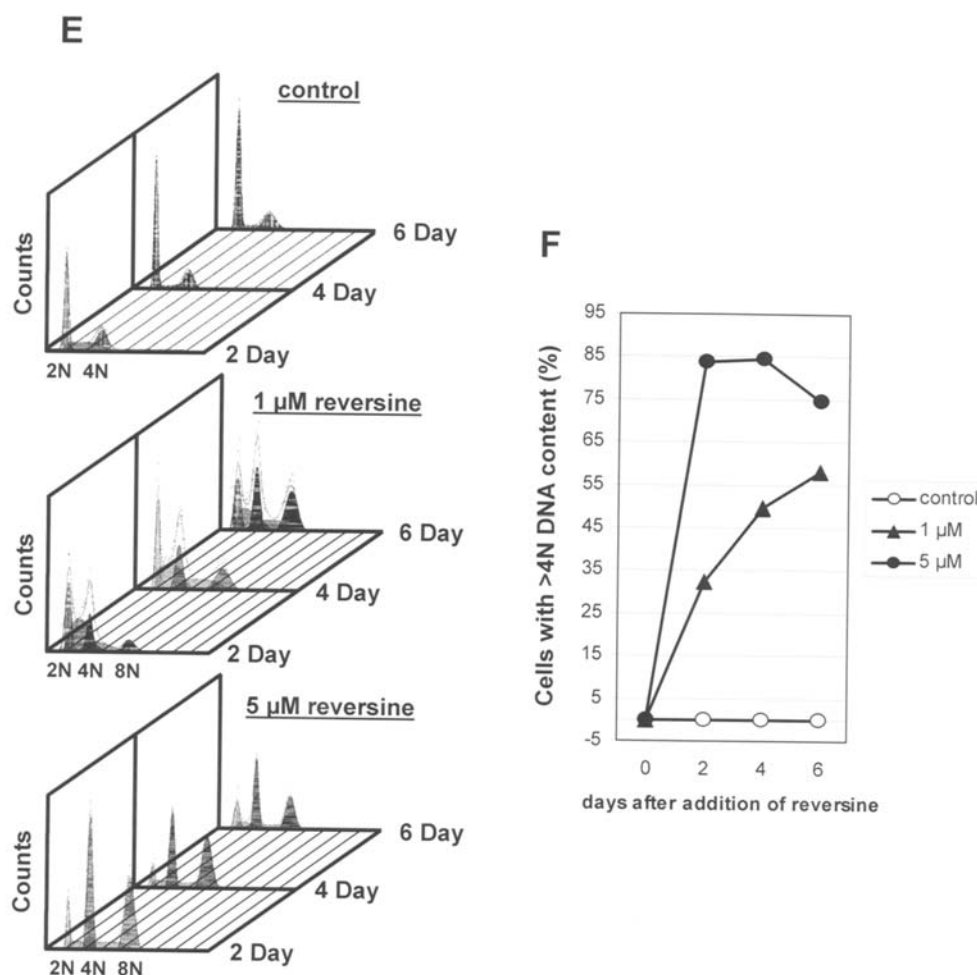 E
control
Counts
6 Day
4 Day
2 Day
2N 4N
1 µM reversine
Counts
6 Day
4 Day
2 Day
2N 4N 8N
5 µM reversine
Counts
6 Day
4 Day
2 Day
2N 4N 8N
F
Cells with >4N DNA content (%)
95
85
75
65
55
45
35
25
15
5
-5
0 2 4 6
days after addition of reversine
control
1 µM
5 µM